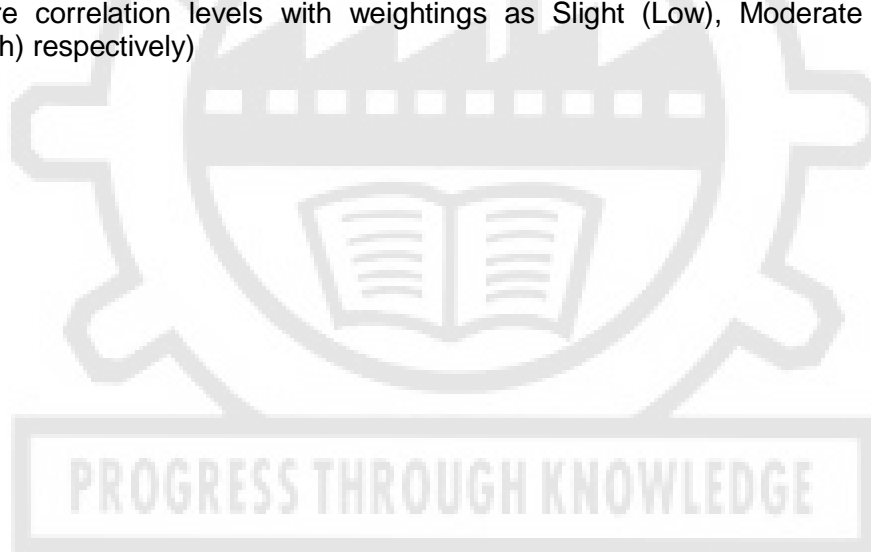 re correlation levels with weightings as Slight (Low), Moderate
h) respectively)
PROGRESS THROUGH KNOWLEDGE